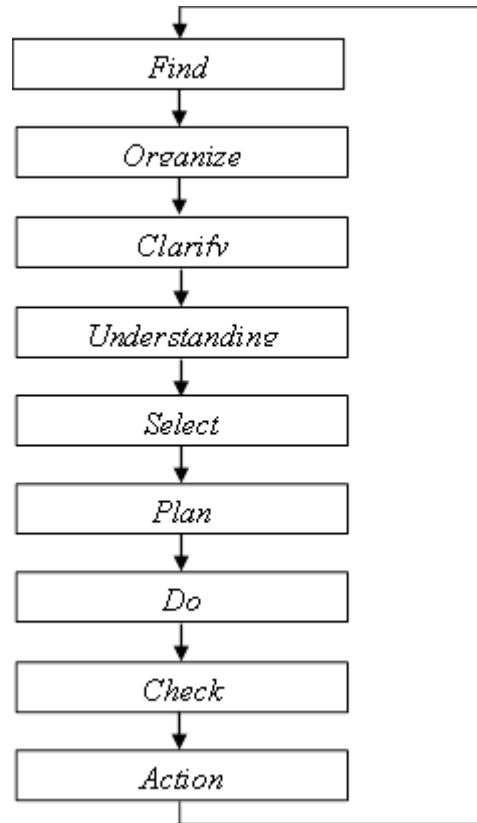 Find
Organize
Clarify
Understanding
Select
Plan
Do
Check
Action